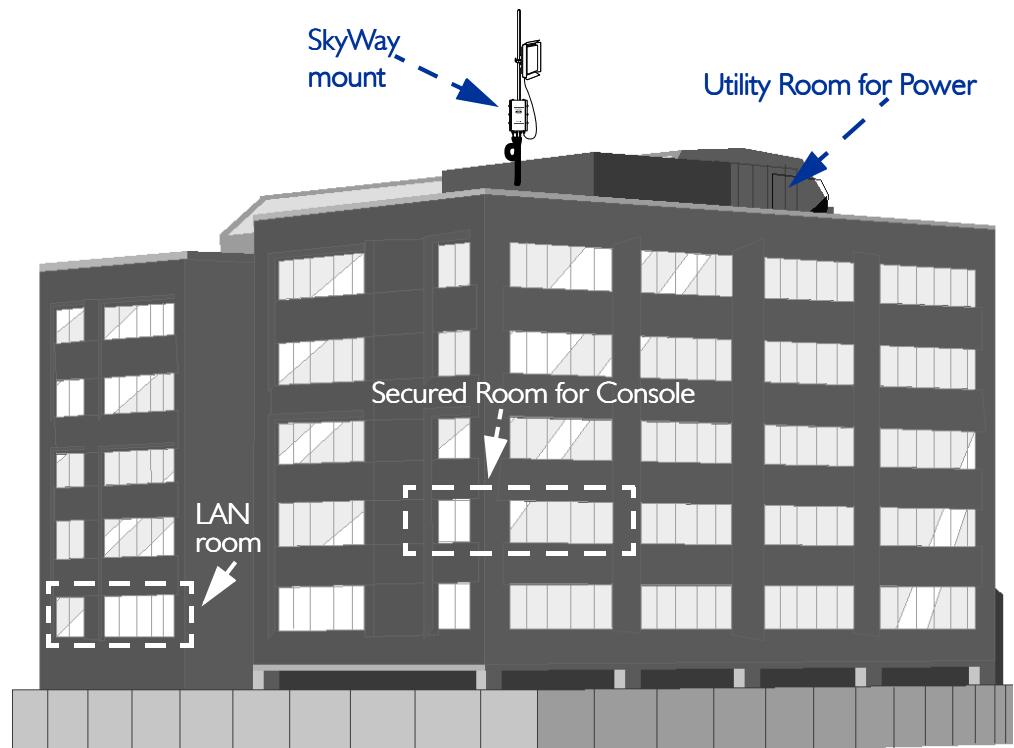 SkyWay
mount
Utility Room for Power
Secured Room for Console
LAN
room